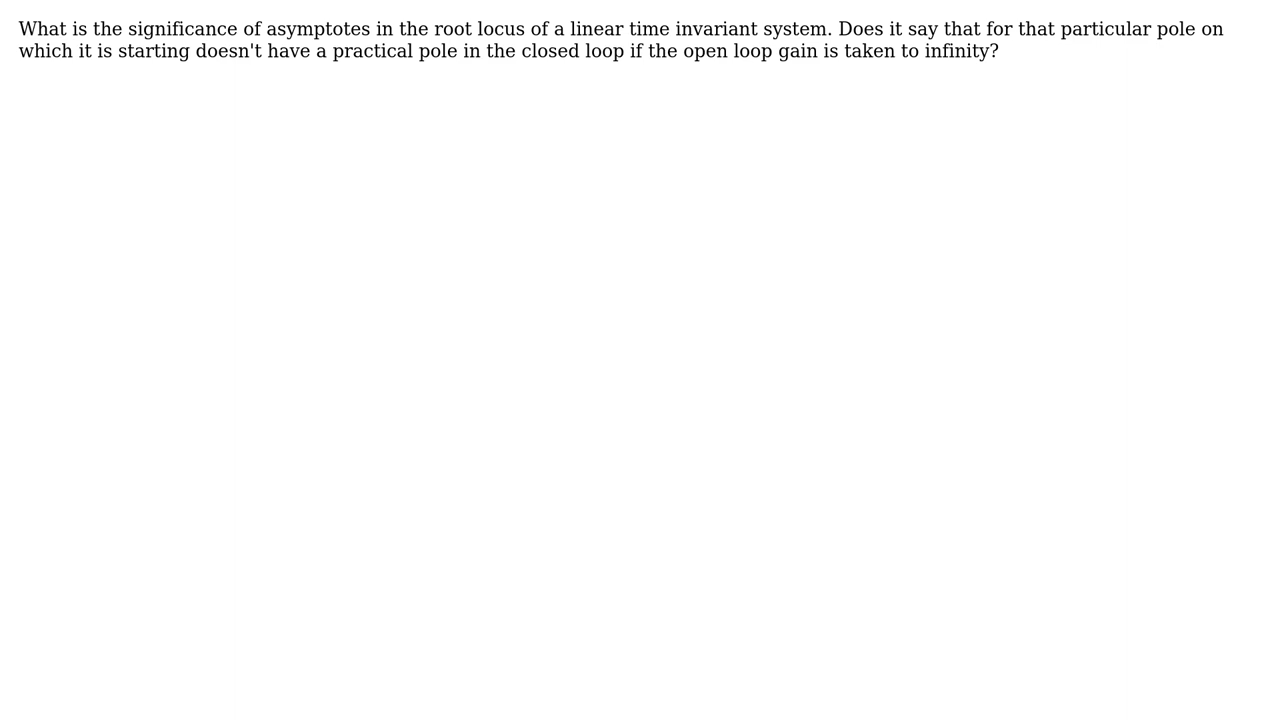 What is the significance of asymptotes in the root locus of a linear time invariant system. Does it say that for that particular pole on
which it is starting doesn't have a practical pole in the closed loop if the open loop gain is taken to infinity?